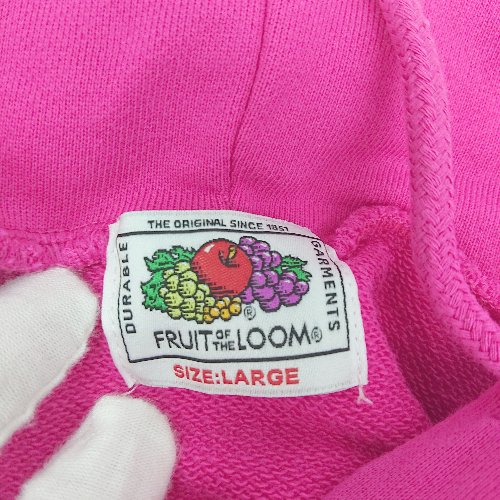 THE ORIGINAL SINCE 1851
DURABLE
GARMENTS
®
FRUIT OF THE LOOM®
SIZE:LARGE